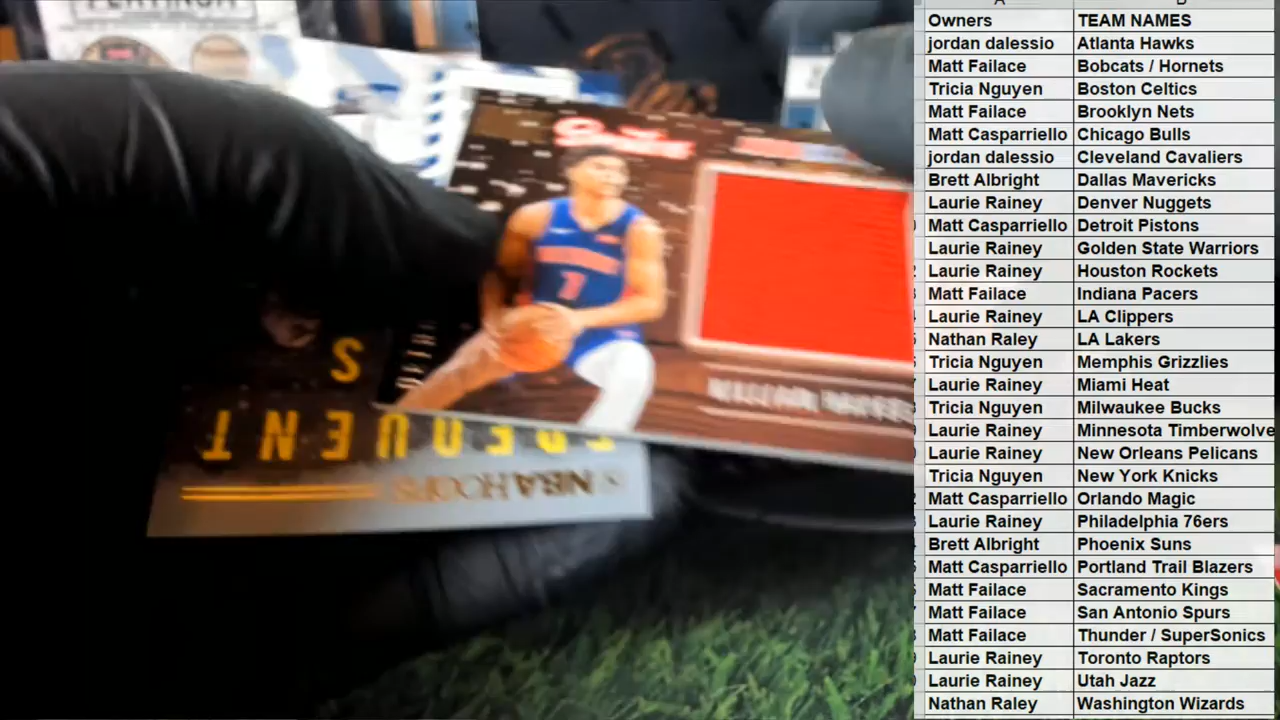 Owners TEAM NAMES
jordan dalessio Atlanta Hawks
Matt Failace Bobcats / Hornets
Tricia Nguyen Boston Celtics
Matt Failace Brooklyn Nets
Matt Casparriello Chicago Bulls
jordan dalessio Cleveland Cavaliers
Brett Albright Dallas Mavericks
Laurie Rainey Denver Nuggets
Matt Casparriello Detroit Pistons
Laurie Rainey Golden State Warriors
Laurie Rainey Houston Rockets
Matt Failace Indiana Pacers
Laurie Rainey LA Clippers
Nathan Raley LA Lakers
Tricia Nguyen Memphis Grizzlies
Laurie Rainey Miami Heat
Tricia Nguyen Milwaukee Bucks
Laurie Rainey Minnesota Timberwolve
Laurie Rainey New Orleans Pelicans
Tricia Nguyen New York Knicks
Matt Casparriello Orlando Magic
Laurie Rainey Philadelphia 76ers
Brett Albright Phoenix Suns
Matt Casparriello Portland Trail Blazers
Matt Failace Sacramento Kings
Matt Failace San Antonio Spurs
Matt Failace Thunder / SuperSonics
Laurie Rainey Toronto Raptors
Laurie Rainey Utah Jazz
Nathan Raley Washington Wizards
PLATINUM
7
NBA HOOPS